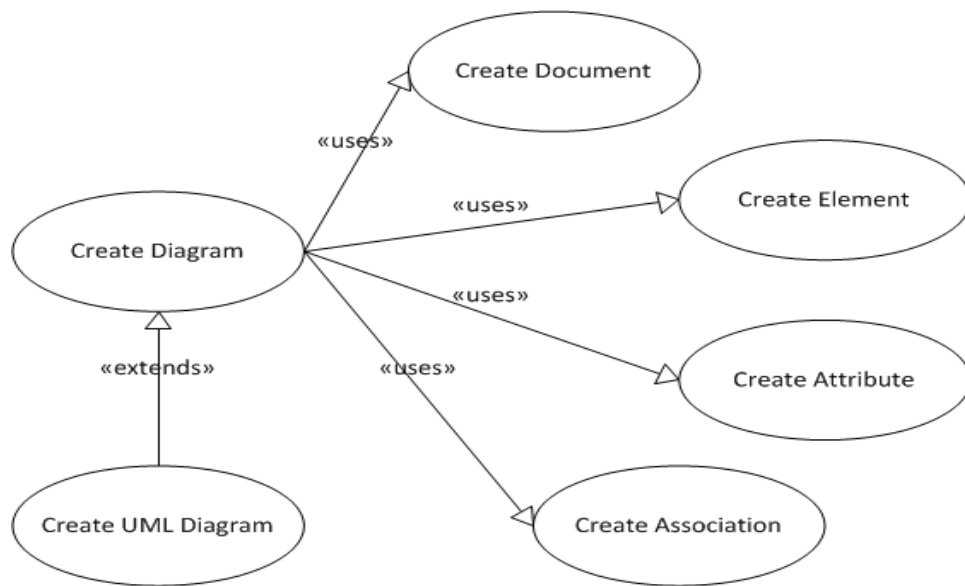 Create Document
«uses»
Create Element
«uses»
Create Diagram
«uses»
«extends»
«uses»
Create Attribute
Create UML Diagram
Create Association